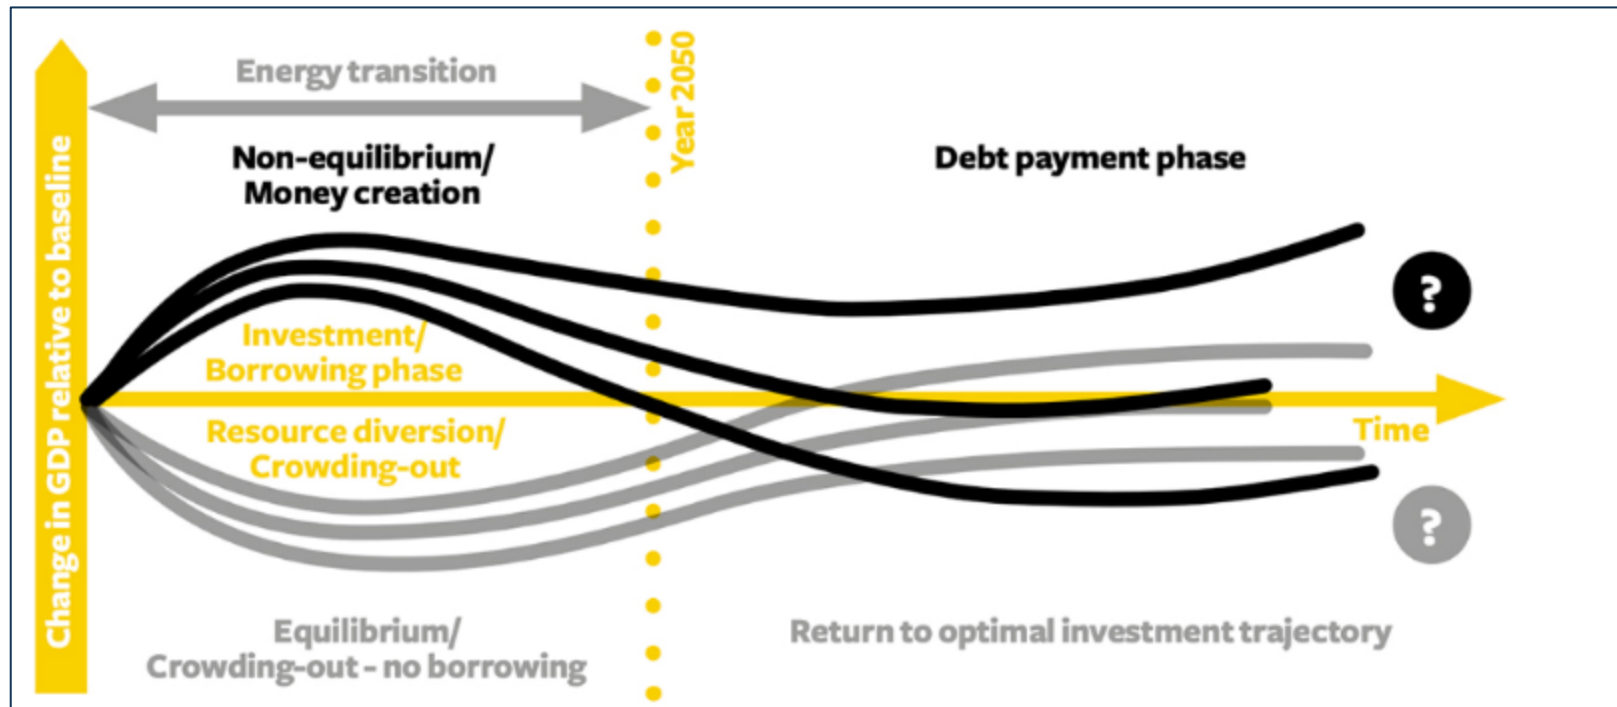 Change in GDP relative to baseline
Energy transition
Year 2050
Non-equilibrium/
Money creation
Debt payment phase
Investment/
Borrowing phase
?
Resource diversion/
Crowding-out
Time
?
Equilibrium/
Crowding-out - no borrowing
Return to optimal investment trajectory